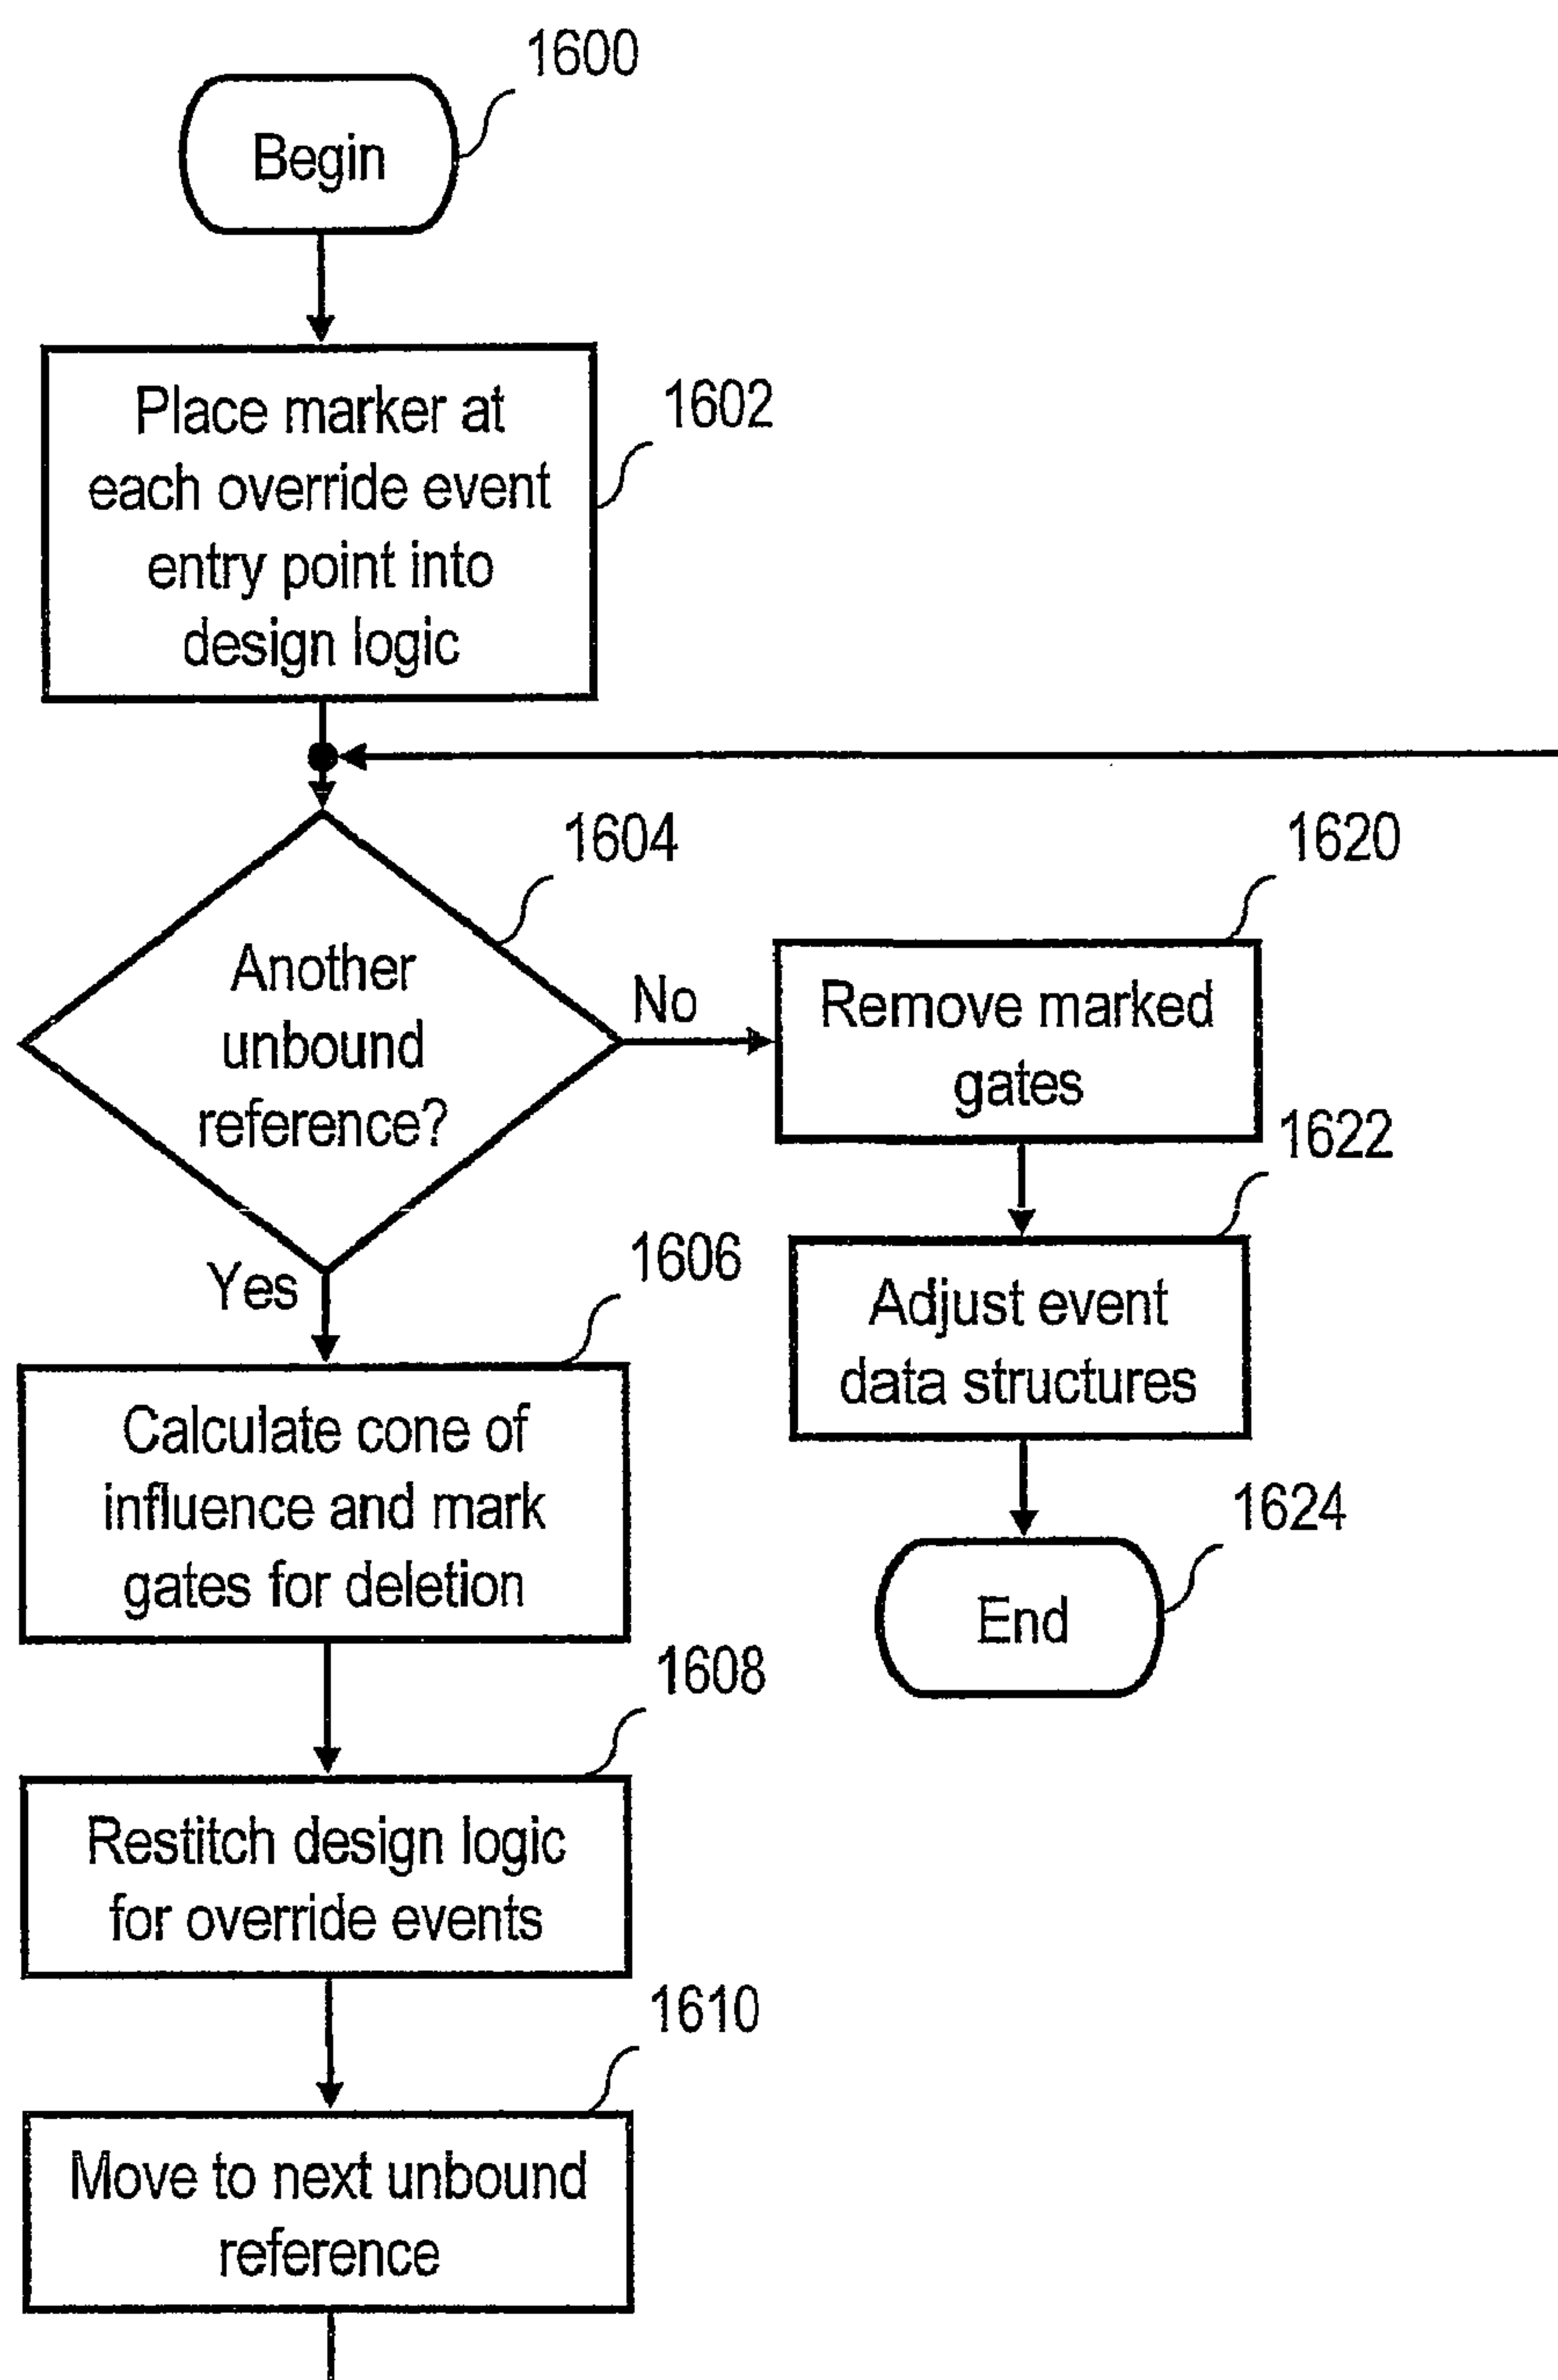 1600
Begin
1602
Place marker at
each override event
entry point into
design logic
1604
Another
unbound
reference?
No
Yes
1620
Remove marked
gates
1622
Adjust event
data structures
1624
End
1606
Calculate cone of
influence and mark
gates for deletion
1608
Restitch design logic
for override events
1610
Move to next unbound
reference